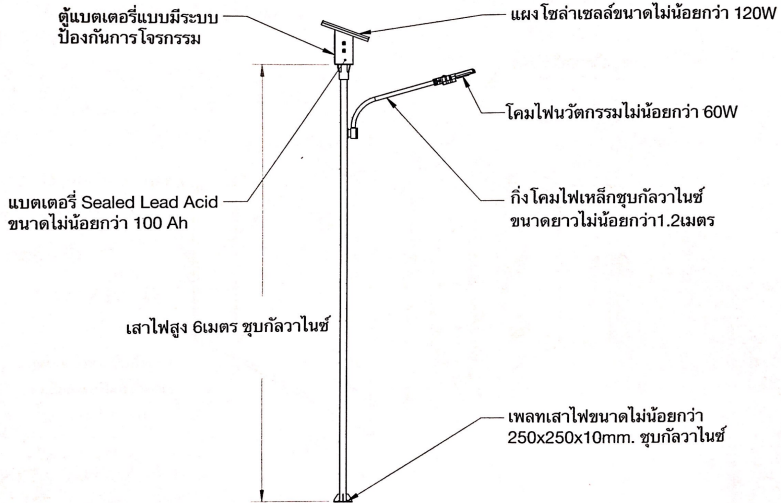 ตู้แบตเตอรี่แบบมีระบบ
ป้องกันการโจรกรรม
แผงโซล่าเซลล์ขนาดไม่น้อยกว่า 120W
โคมไฟนวัตกรรมไม่น้อยกว่า 60W
แบตเตอรี่ Sealed Lead Acid
ขนาดไม่น้อยกว่า 100 Ah
กิ่งโคมไฟเหล็กชุบกัลวาไนซ์
ขนาดยาวไม่น้อยกว่า1.2เมตร
เสาไฟสูง 6เมตร ชุบกัลวาไนซ์
เพลทเสาไฟขนาดไม่น้อยกว่า
250x250x10mm. ชุบกัลวาไนซ์